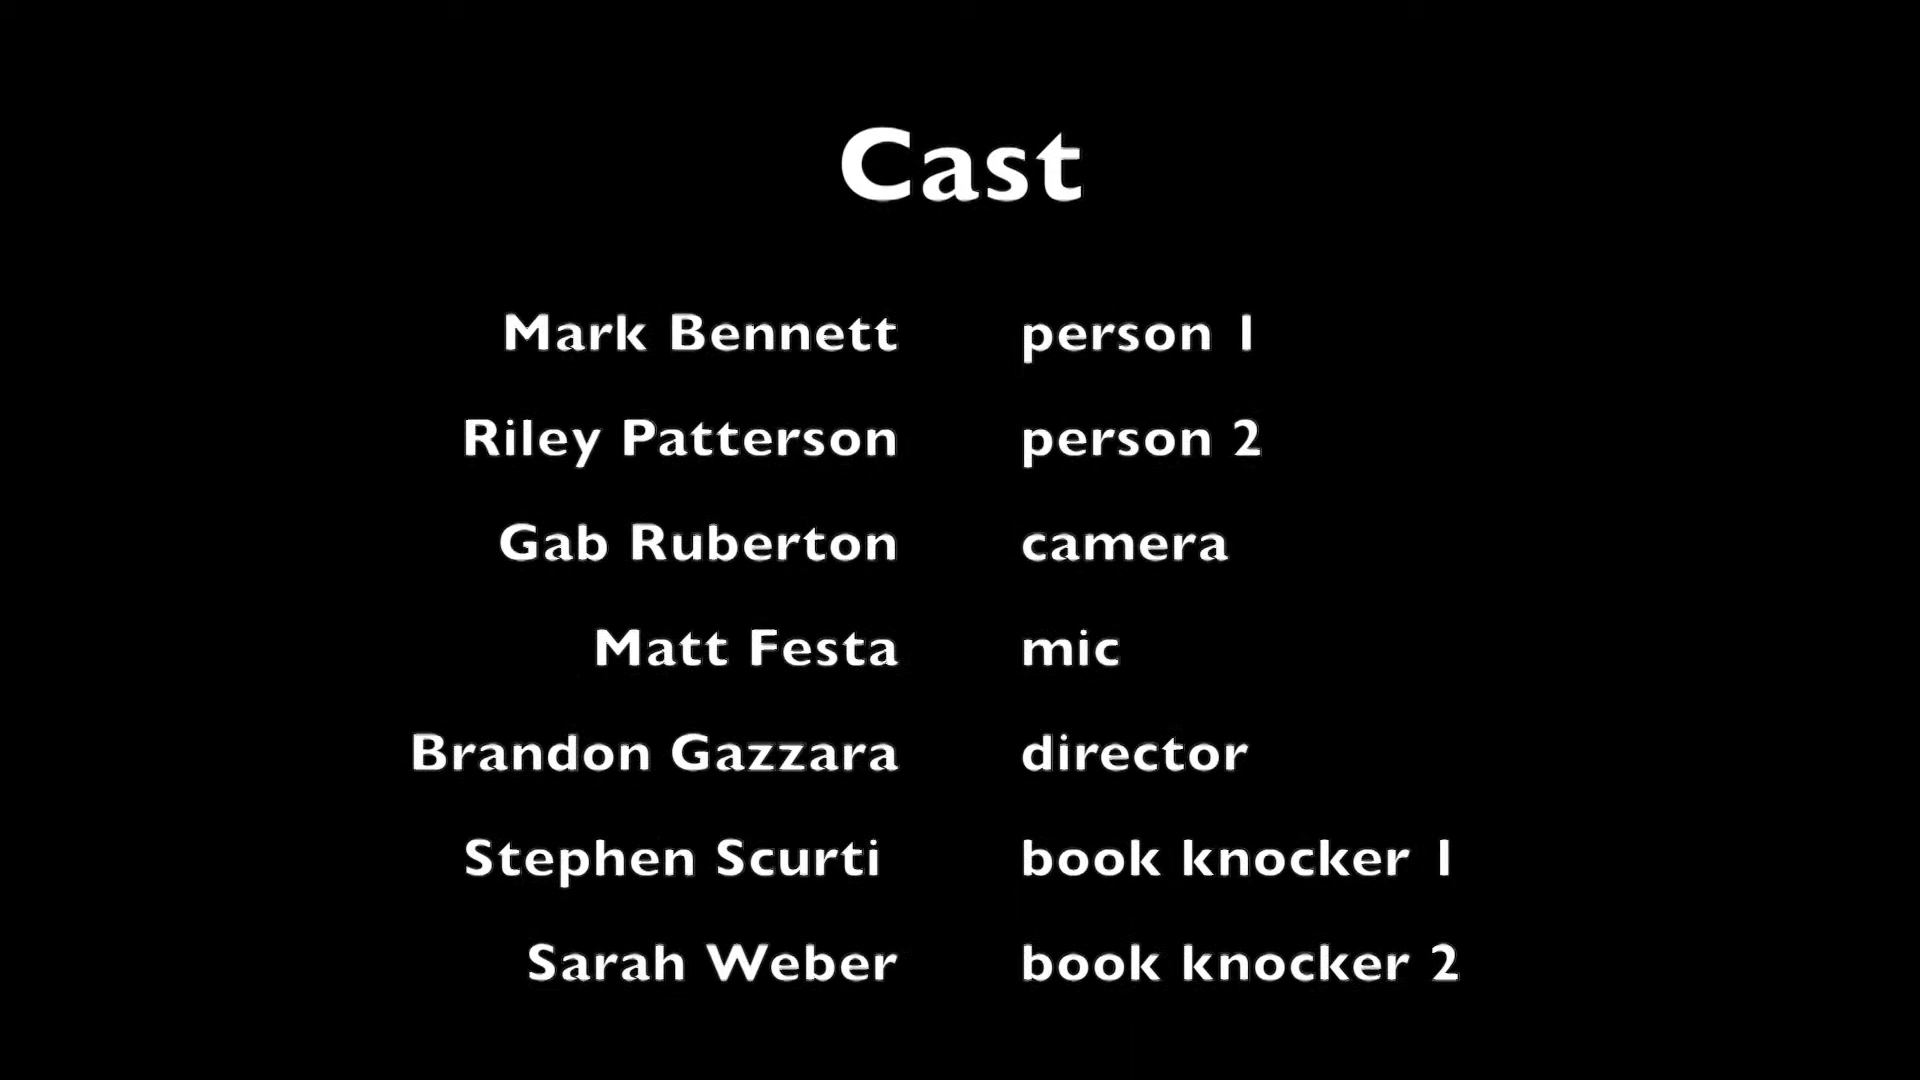 Cast
Mark Bennett person 1
Riley Patterson person 2
Gab Ruberton camera
Matt Festa mic
Brandon Gazzara director
Stephen Scurti book knocker 1
Sarah Weber book knocker 2